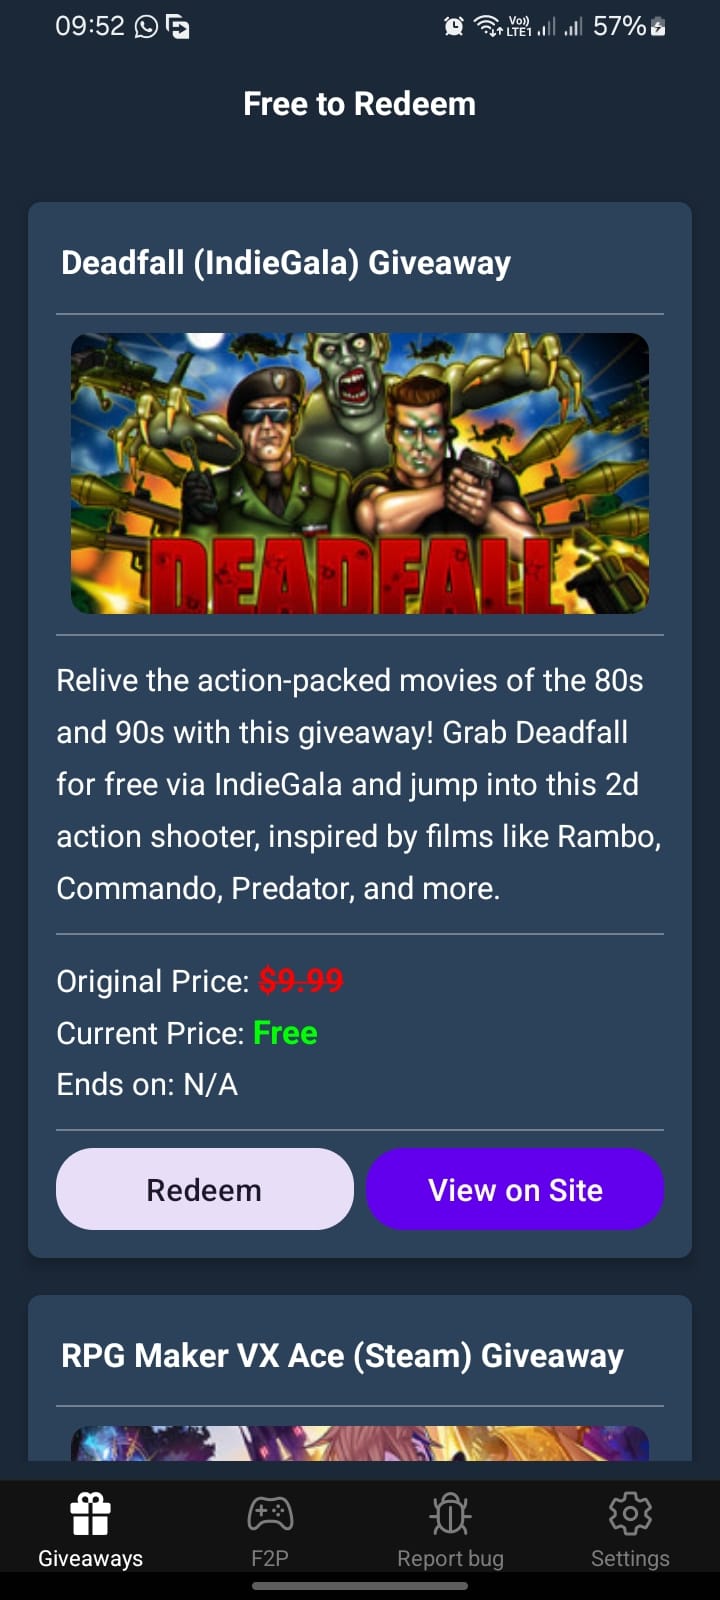 09:52
Vo)) LTE1 57%
Free to Redeem
Deadfall (IndieGala) Giveaway
DEADFALL
Relive the action-packed movies of the 80s
and 90s with this giveaway! Grab Deadfall
for free via IndieGala and jump into this 2d
action shooter, inspired by films like Rambo,
Commando, Predator, and more.
Original Price: $9.99
Current Price: Free
Ends on: N/A
Redeem View on Site
RPG Maker VX Ace (Steam) Giveaway
Giveaways F2P Report bug Settings